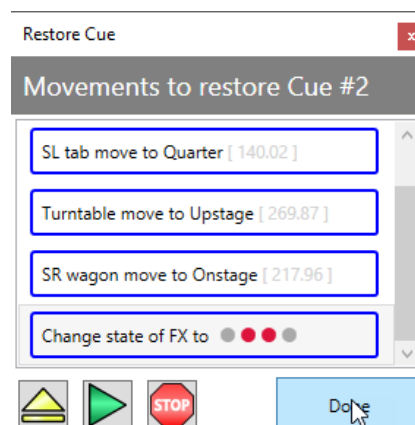 Restore Cue
x
Movements to restore Cue #2
SL tab move to Quarter [ 140.02 ]
Turntable move to Upstage [ 269.87 ]
SR wagon move to Onstage [ 217.96 ]
Change state of FX to
STOP
Done